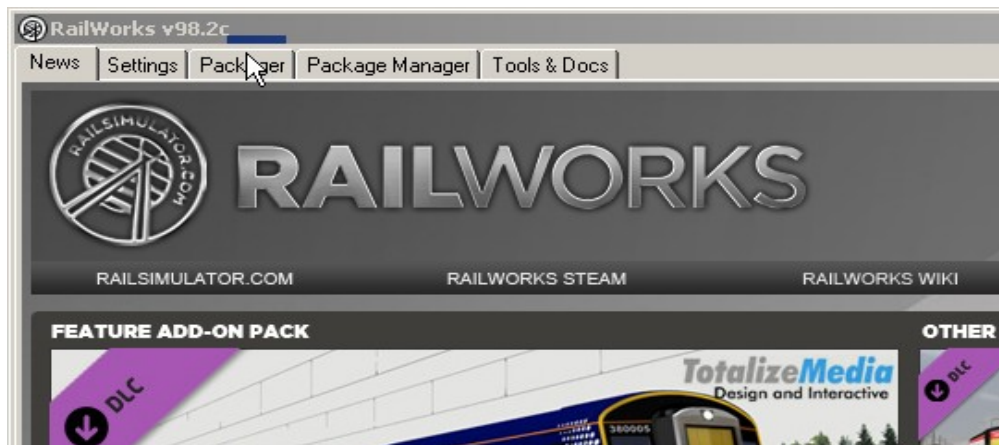 RailWorks v98.2c
News Settings Packager Package Manager Tools & Docs
RAILSIMULATOR.COM RAILWORKS
RAILSIMULATOR.COM RAILWORKS STEAM RAILWORKS WIKI
FEATURE ADD-ON PACK OTHER
DLC TotalizeMedia DLC
Design and Interactive
380005